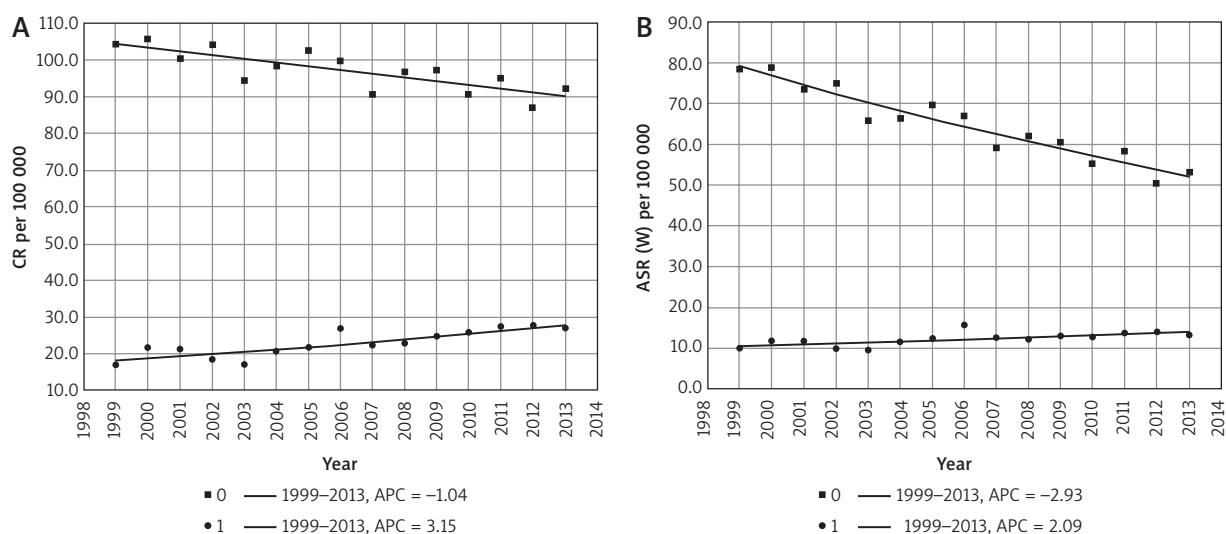 A
110.0
100.0
90.0
80.0
70.0
60.0
50.0
40.0
30.0
20.0
10.0
CR per 100 000
1998 1999 2000 2001 2002 2003 2004 2005 2006 2007 2008 2009 2010 2011 2012 2013 2014
Year
0 1999–2013, APC = –1.04
1 1999–2013, APC = 3.15
B
90.0
80.0
70.0
60.0
50.0
40.0
30.0
20.0
10.0
0.0
ASR (W) per 100 000
1998 1999 2000 2001 2002 2003 2004 2005 2006 2007 2008 2009 2010 2011 2012 2013 2014
Year
0 1999–2013, APC = –2.93
1 1999–2013, APC = 2.09